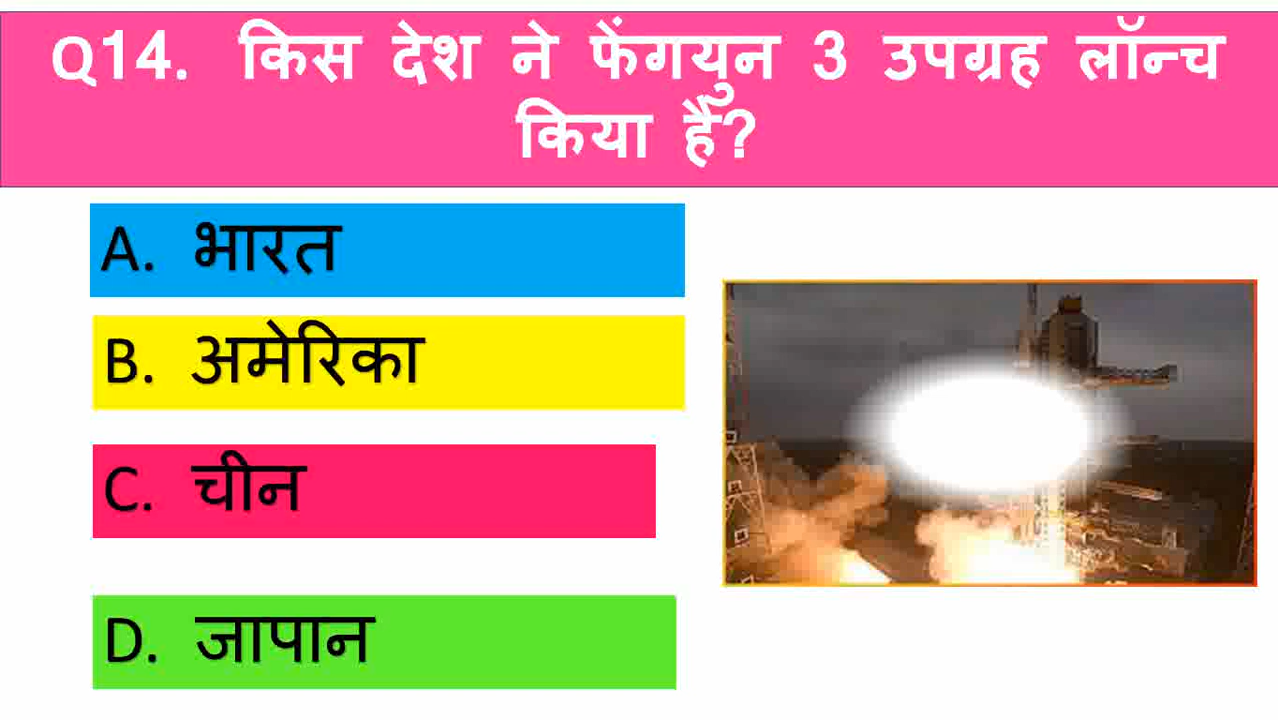 Q14. किस देश ने फेंगयुन 3 उपग्रह लॉन्च
किया है?
A. भारत
B. अमेरिका
C. चीन
D. जापान